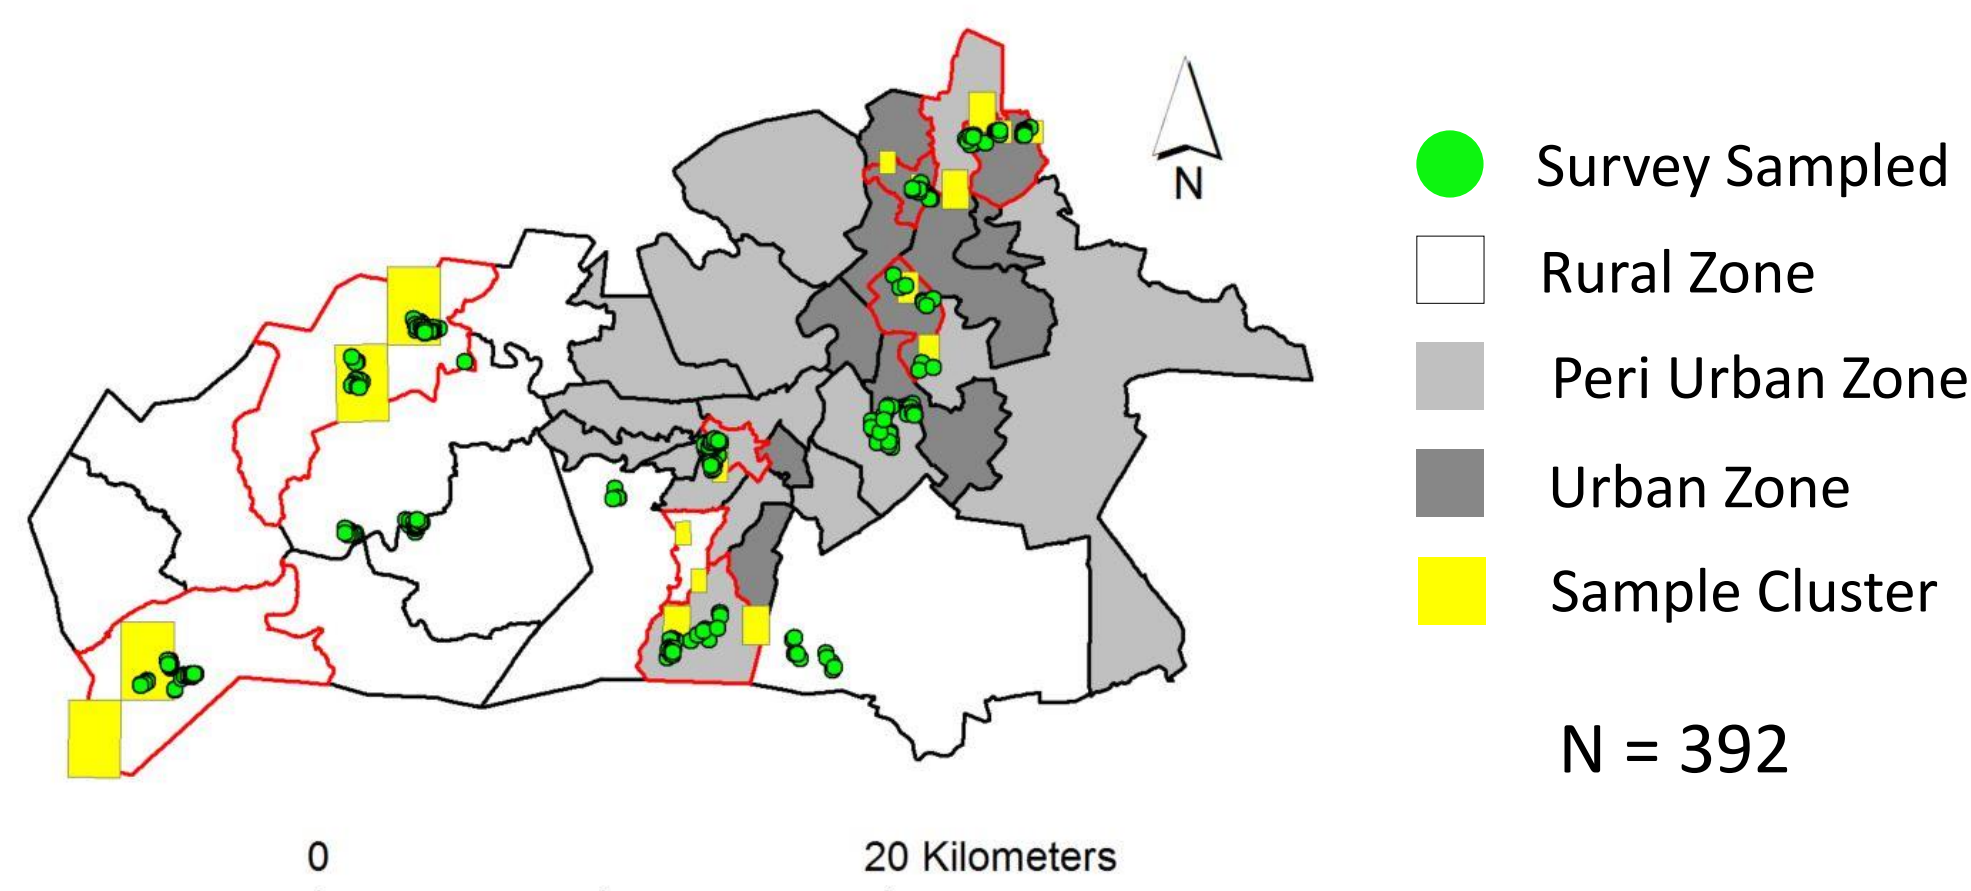 N
Survey Sampled
Rural Zone
Peri Urban Zone
Urban Zone
Sample Cluster
N = 392
0 20 Kilometers